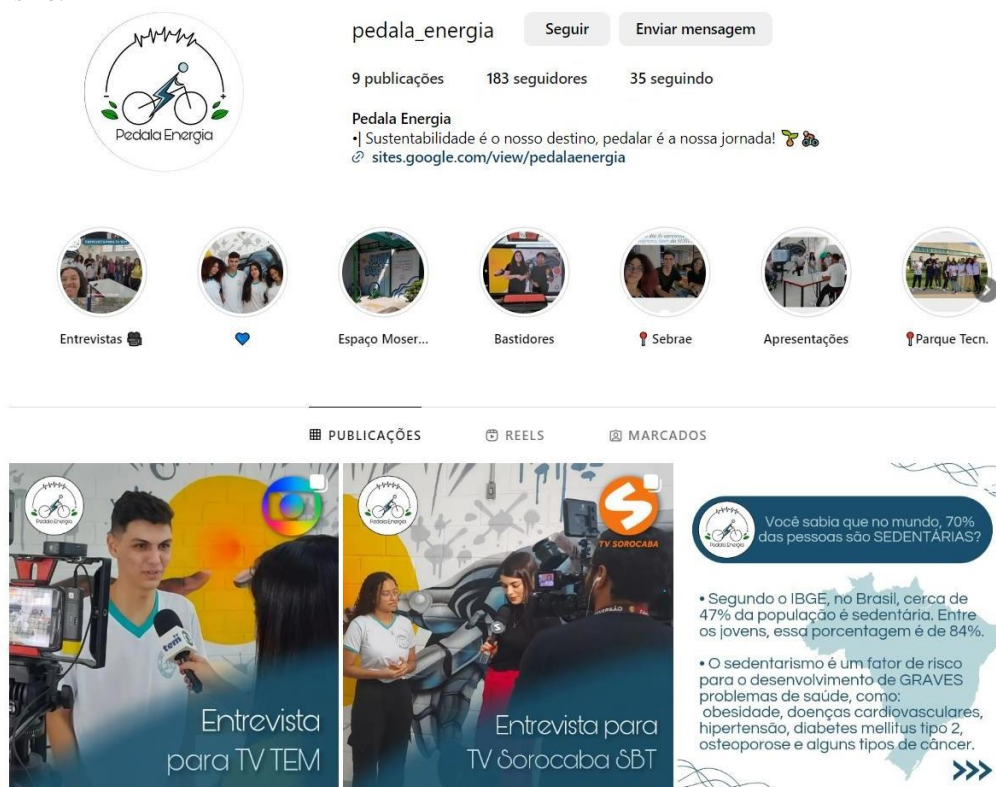 pedala_energia
Seguir
Enviar mensagem
9 publicações
183 seguidores
35 seguindo
Pedala Energia
•| Sustentabilidade é o nosso destino, pedalar é a nossa jornada! 🌱🚴
sites.google.com/view/pedalaenergia
Pedala Energia
Entrevistas 🎥
💙
Espaço Moser...
Bastidores
📍 Sebrae
Apresentações
📍Parque Tecn.
PUBLICAÇÕES
REELS
MARCADOS
Pedala Energia
tem
Entrevista
para TV TEM
Pedala Energia
S
TV SOROCABA
Entrevista para
TV Sorocaba SBT
Pedala Energia
Você sabia que no mundo, 70%
das pessoas são SEDENTÁRIAS?
• Segundo o IBGE, no Brasil, cerca de
47% da população é sedentária. Entre
os jovens, essa porcentagem é de 84%.
• O sedentarismo é um fator de risco
para o desenvolvimento de GRAVES
problemas de saúde, como:
obesidade, doenças cardiovasculares,
hipertensão, diabetes mellitus tipo 2,
osteoporose e alguns tipos de câncer.
>>>